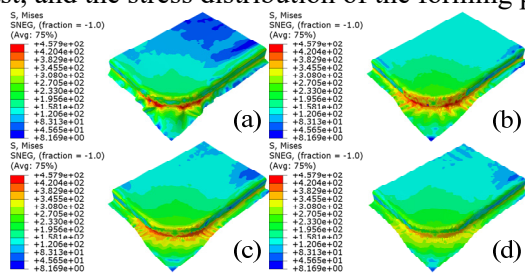 st, and the stress distribution of the forming p
S, Mises
SNEG, (fraction = -1.0)
(Avg: 75%)
+4.579e+02
+4.204e+02
+3.829e+02
+3.455e+02
+3.080e+02
+2.705e+02
+2.330e+02
+1.956e+02
+1.581e+02
+1.206e+02
+8.313e+01
+4.565e+01
+8.169e+00
(a)
S, Mises
SNEG, (fraction = -1.0)
(Avg: 75%)
+4.579e+02
+4.204e+02
+3.829e+02
+3.455e+02
+3.080e+02
+2.705e+02
+2.330e+02
+1.956e+02
+1.581e+02
+1.206e+02
+8.313e+01
+4.565e+01
+8.169e+00
(b)
S, Mises
SNEG, (fraction = -1.0)
(Avg: 75%)
+4.579e+02
+4.204e+02
+3.829e+02
+3.455e+02
+3.080e+02
+2.705e+02
+2.330e+02
+1.956e+02
+1.581e+02
+1.206e+02
+8.313e+01
+4.565e+01
+8.169e+00
(c)
S, Mises
SNEG, (fraction = -1.0)
(Avg: 75%)
+4.579e+02
+4.204e+02
+3.829e+02
+3.455e+02
+3.080e+02
+2.705e+02
+2.330e+02
+1.956e+02
+1.581e+02
+1.206e+02
+8.313e+01
+4.565e+01
+8.169e+00
(d)